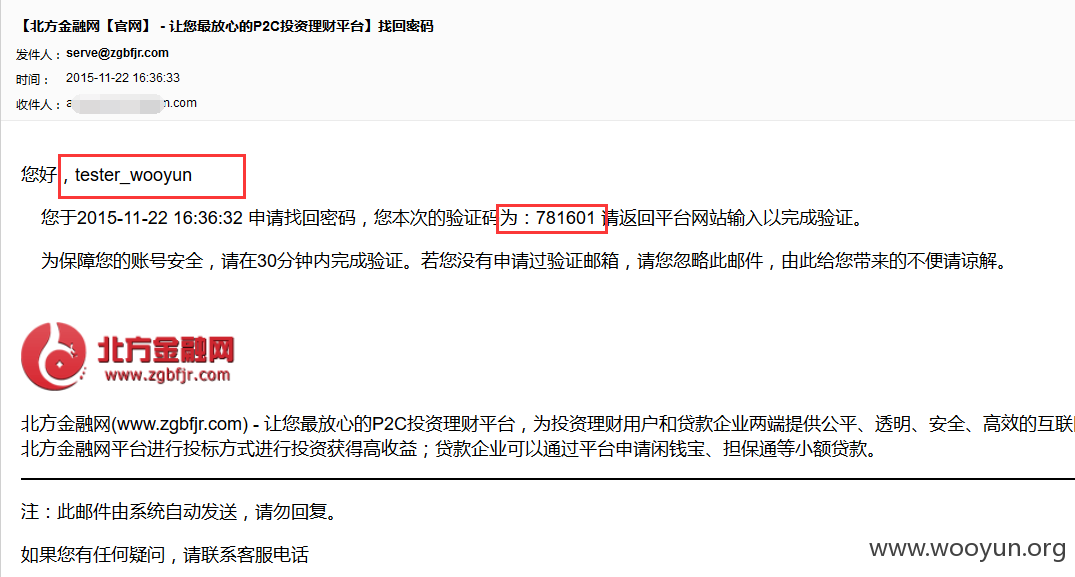 【北方金融网【官网】 - 让您最放心的P2C投资理财平台】找回密码
发件人： serve@zgbfjr.com
时间： 2015-11-22 16:36:33
收件人： a n.com
您好，tester_wooyun
您于2015-11-22 16:36:32 申请找回密码，您本次的验证码为：781601 请返回平台网站输入以完成验证。
为保障您的账号安全，请在30分钟内完成验证。若您没有申请过验证邮箱，请您忽略此邮件，由此给您带来的不便请谅解。
北方金融网
www.zgbfjr.com
北方金融网(www.zgbfjr.com) - 让您最放心的P2C投资理财平台，为投资理财用户和贷款企业两端提供公平、透明、安全、高效的互联
北方金融网平台进行投标方式进行投资获得高收益；贷款企业可以通过平台申请闲钱宝、担保通等小额贷款。
注：此邮件由系统自动发送，请勿回复。
如果您有任何疑问，请联系客服电话
www.wooyun.org